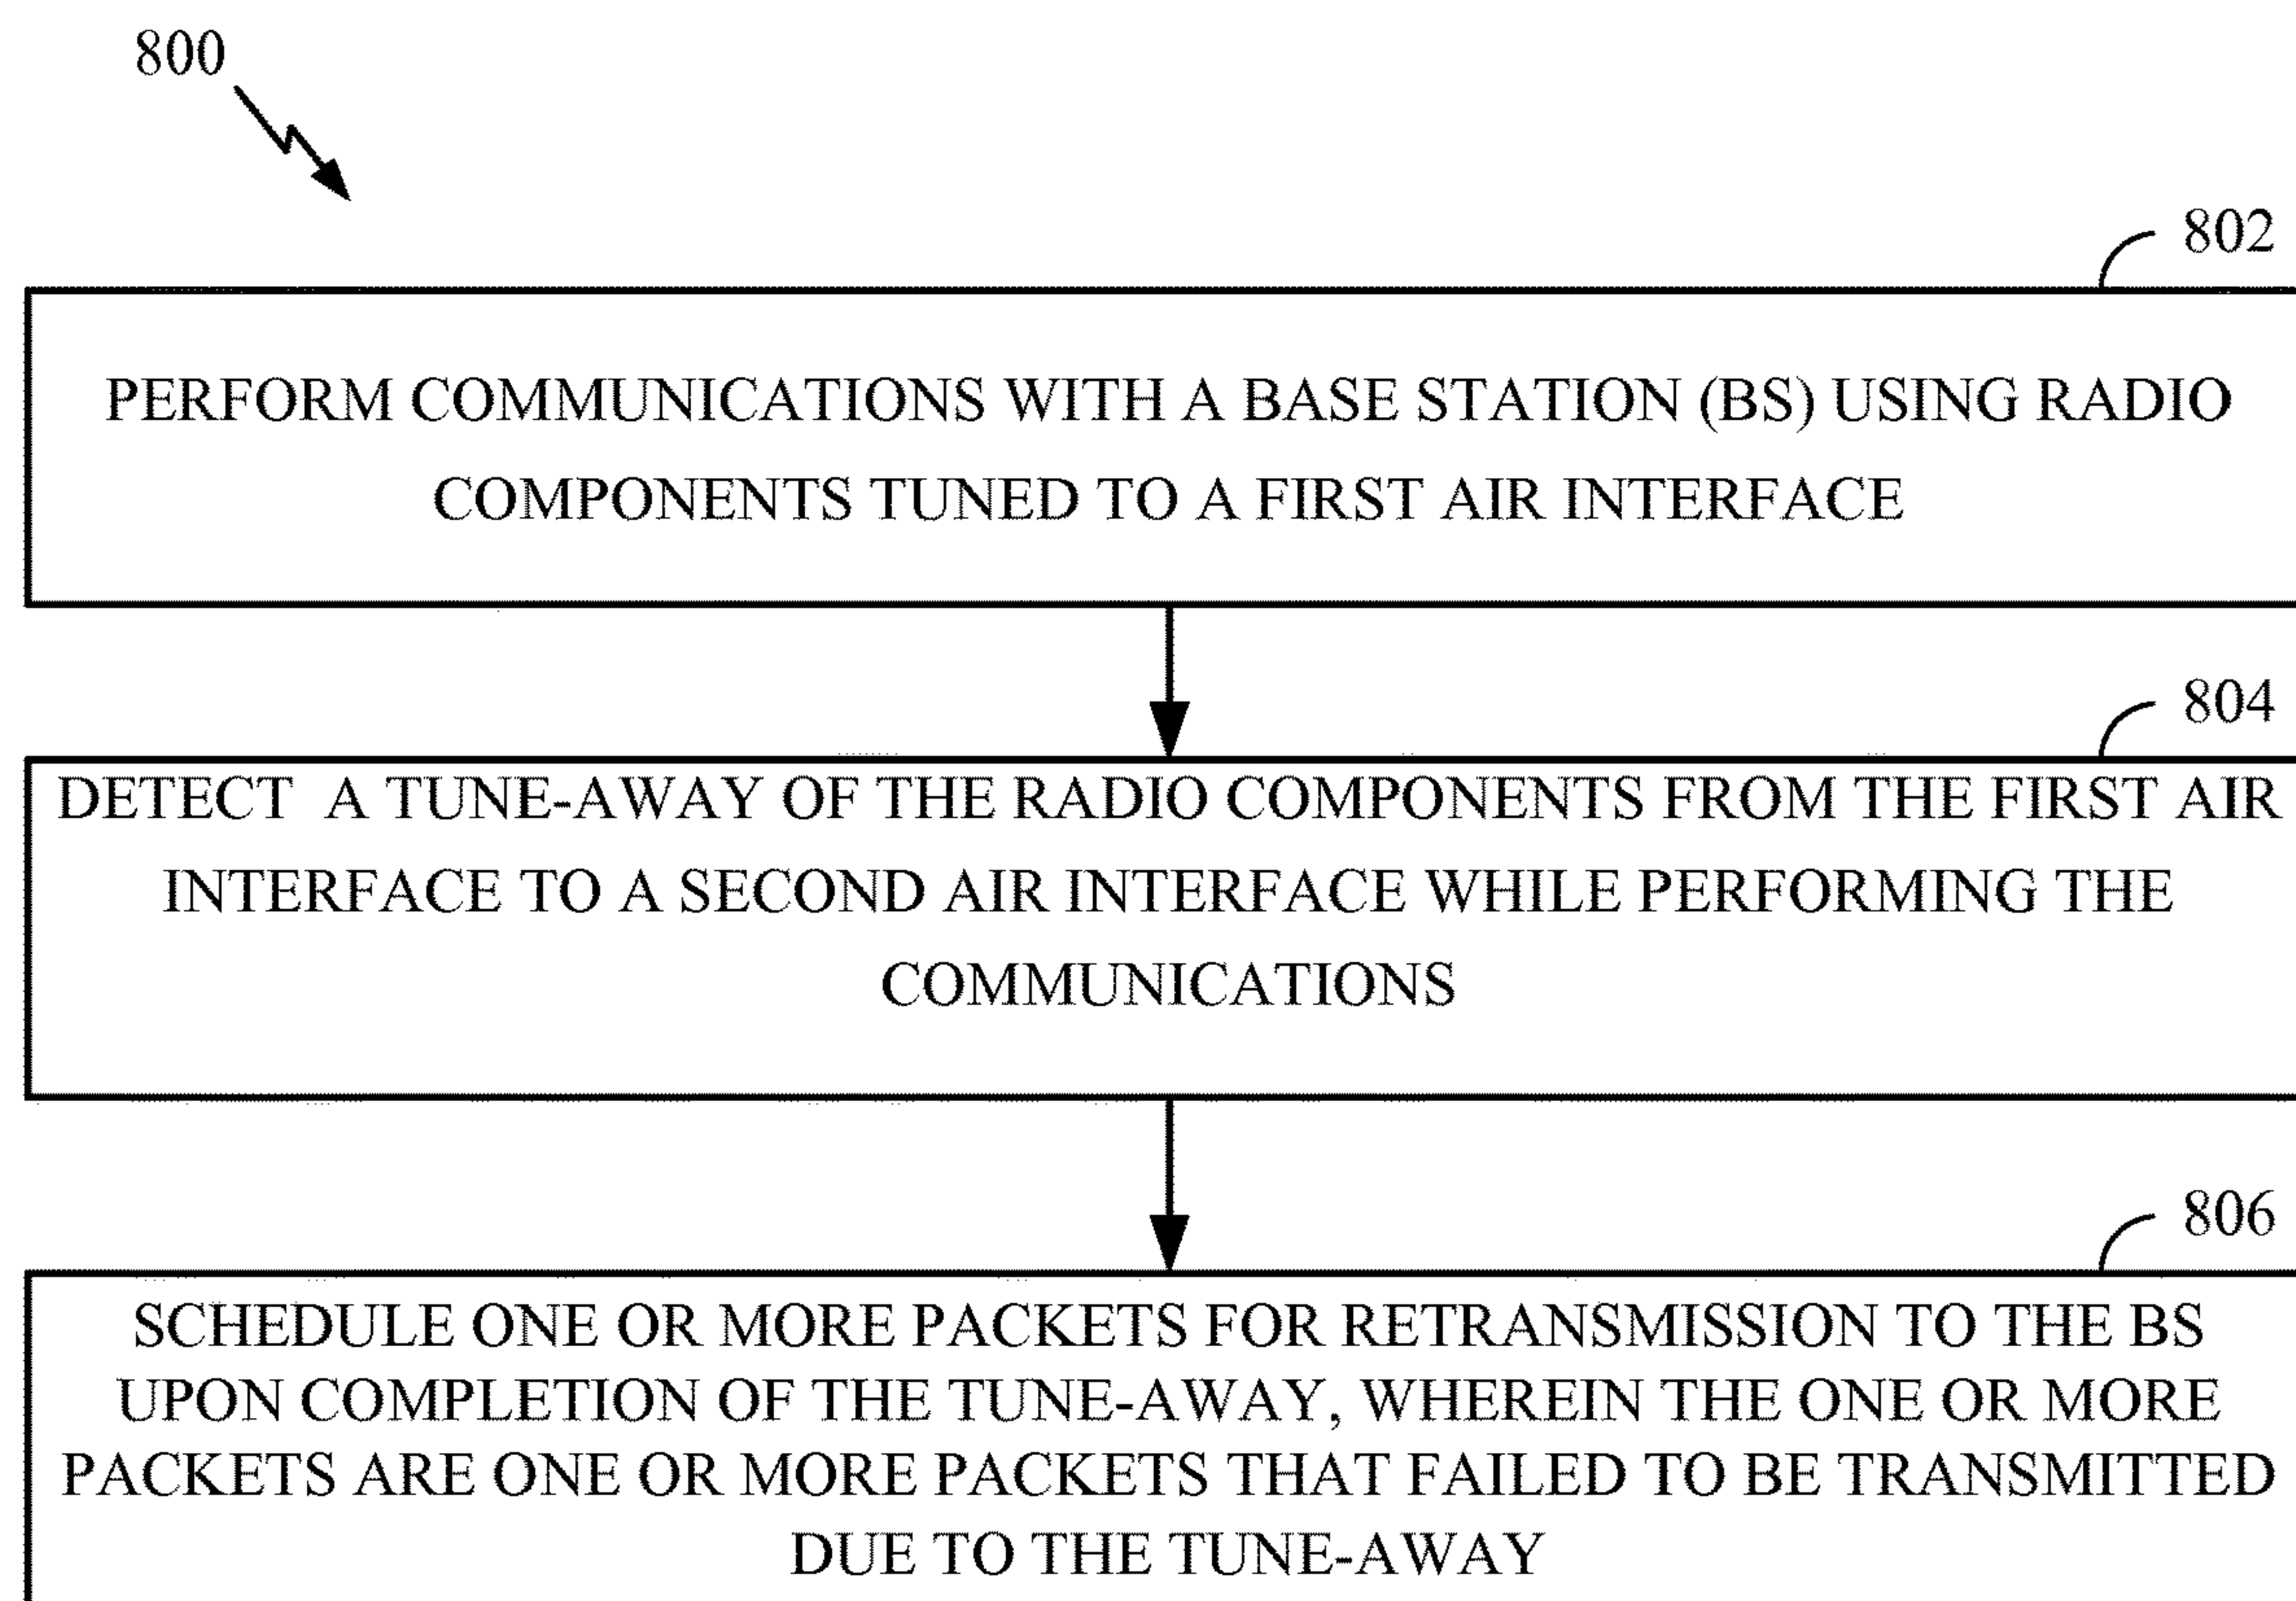 800
802
PERFORM COMMUNICATIONS WITH A BASE STATION (BS) USING RADIO
COMPONENTS TUNED TO A FIRST AIR INTERFACE
804
DETECT A TUNE-AWAY OF THE RADIO COMPONENTS FROM THE FIRST AIR
INTERFACE TO A SECOND AIR INTERFACE WHILE PERFORMING THE
COMMUNICATIONS
806
SCHEDULE ONE OR MORE PACKETS FOR RETRANSMISSION TO THE BS
UPON COMPLETION OF THE TUNE-AWAY, WHEREIN THE ONE OR MORE
PACKETS ARE ONE OR MORE PACKETS THAT FAILED TO BE TRANSMITTED
DUE TO THE TUNE-AWAY